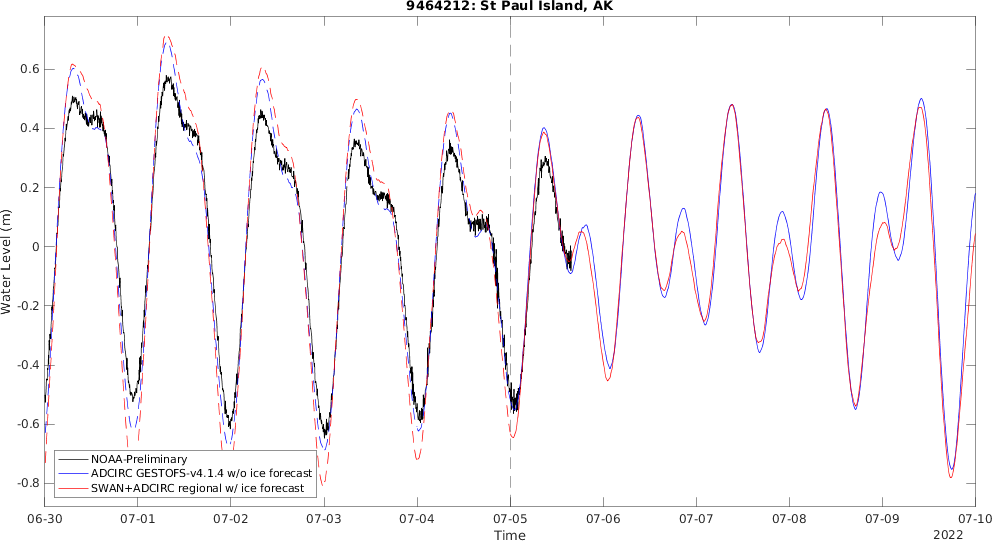 9464212: St Paul Island, AK
Water Level (m)
0.6
0.4
0.2
0
-0.2
-0.4
-0.6
-0.8
NOAA-Preliminary
ADCIRC GESTOFS-v4.1.4 w/o ice forecast
SWAN+ADCIRC regional w/ ice forecast
06-30 07-01 07-02 07-03 07-04 07-05 07-06 07-07 07-08 07-09 07-10
Time
2022